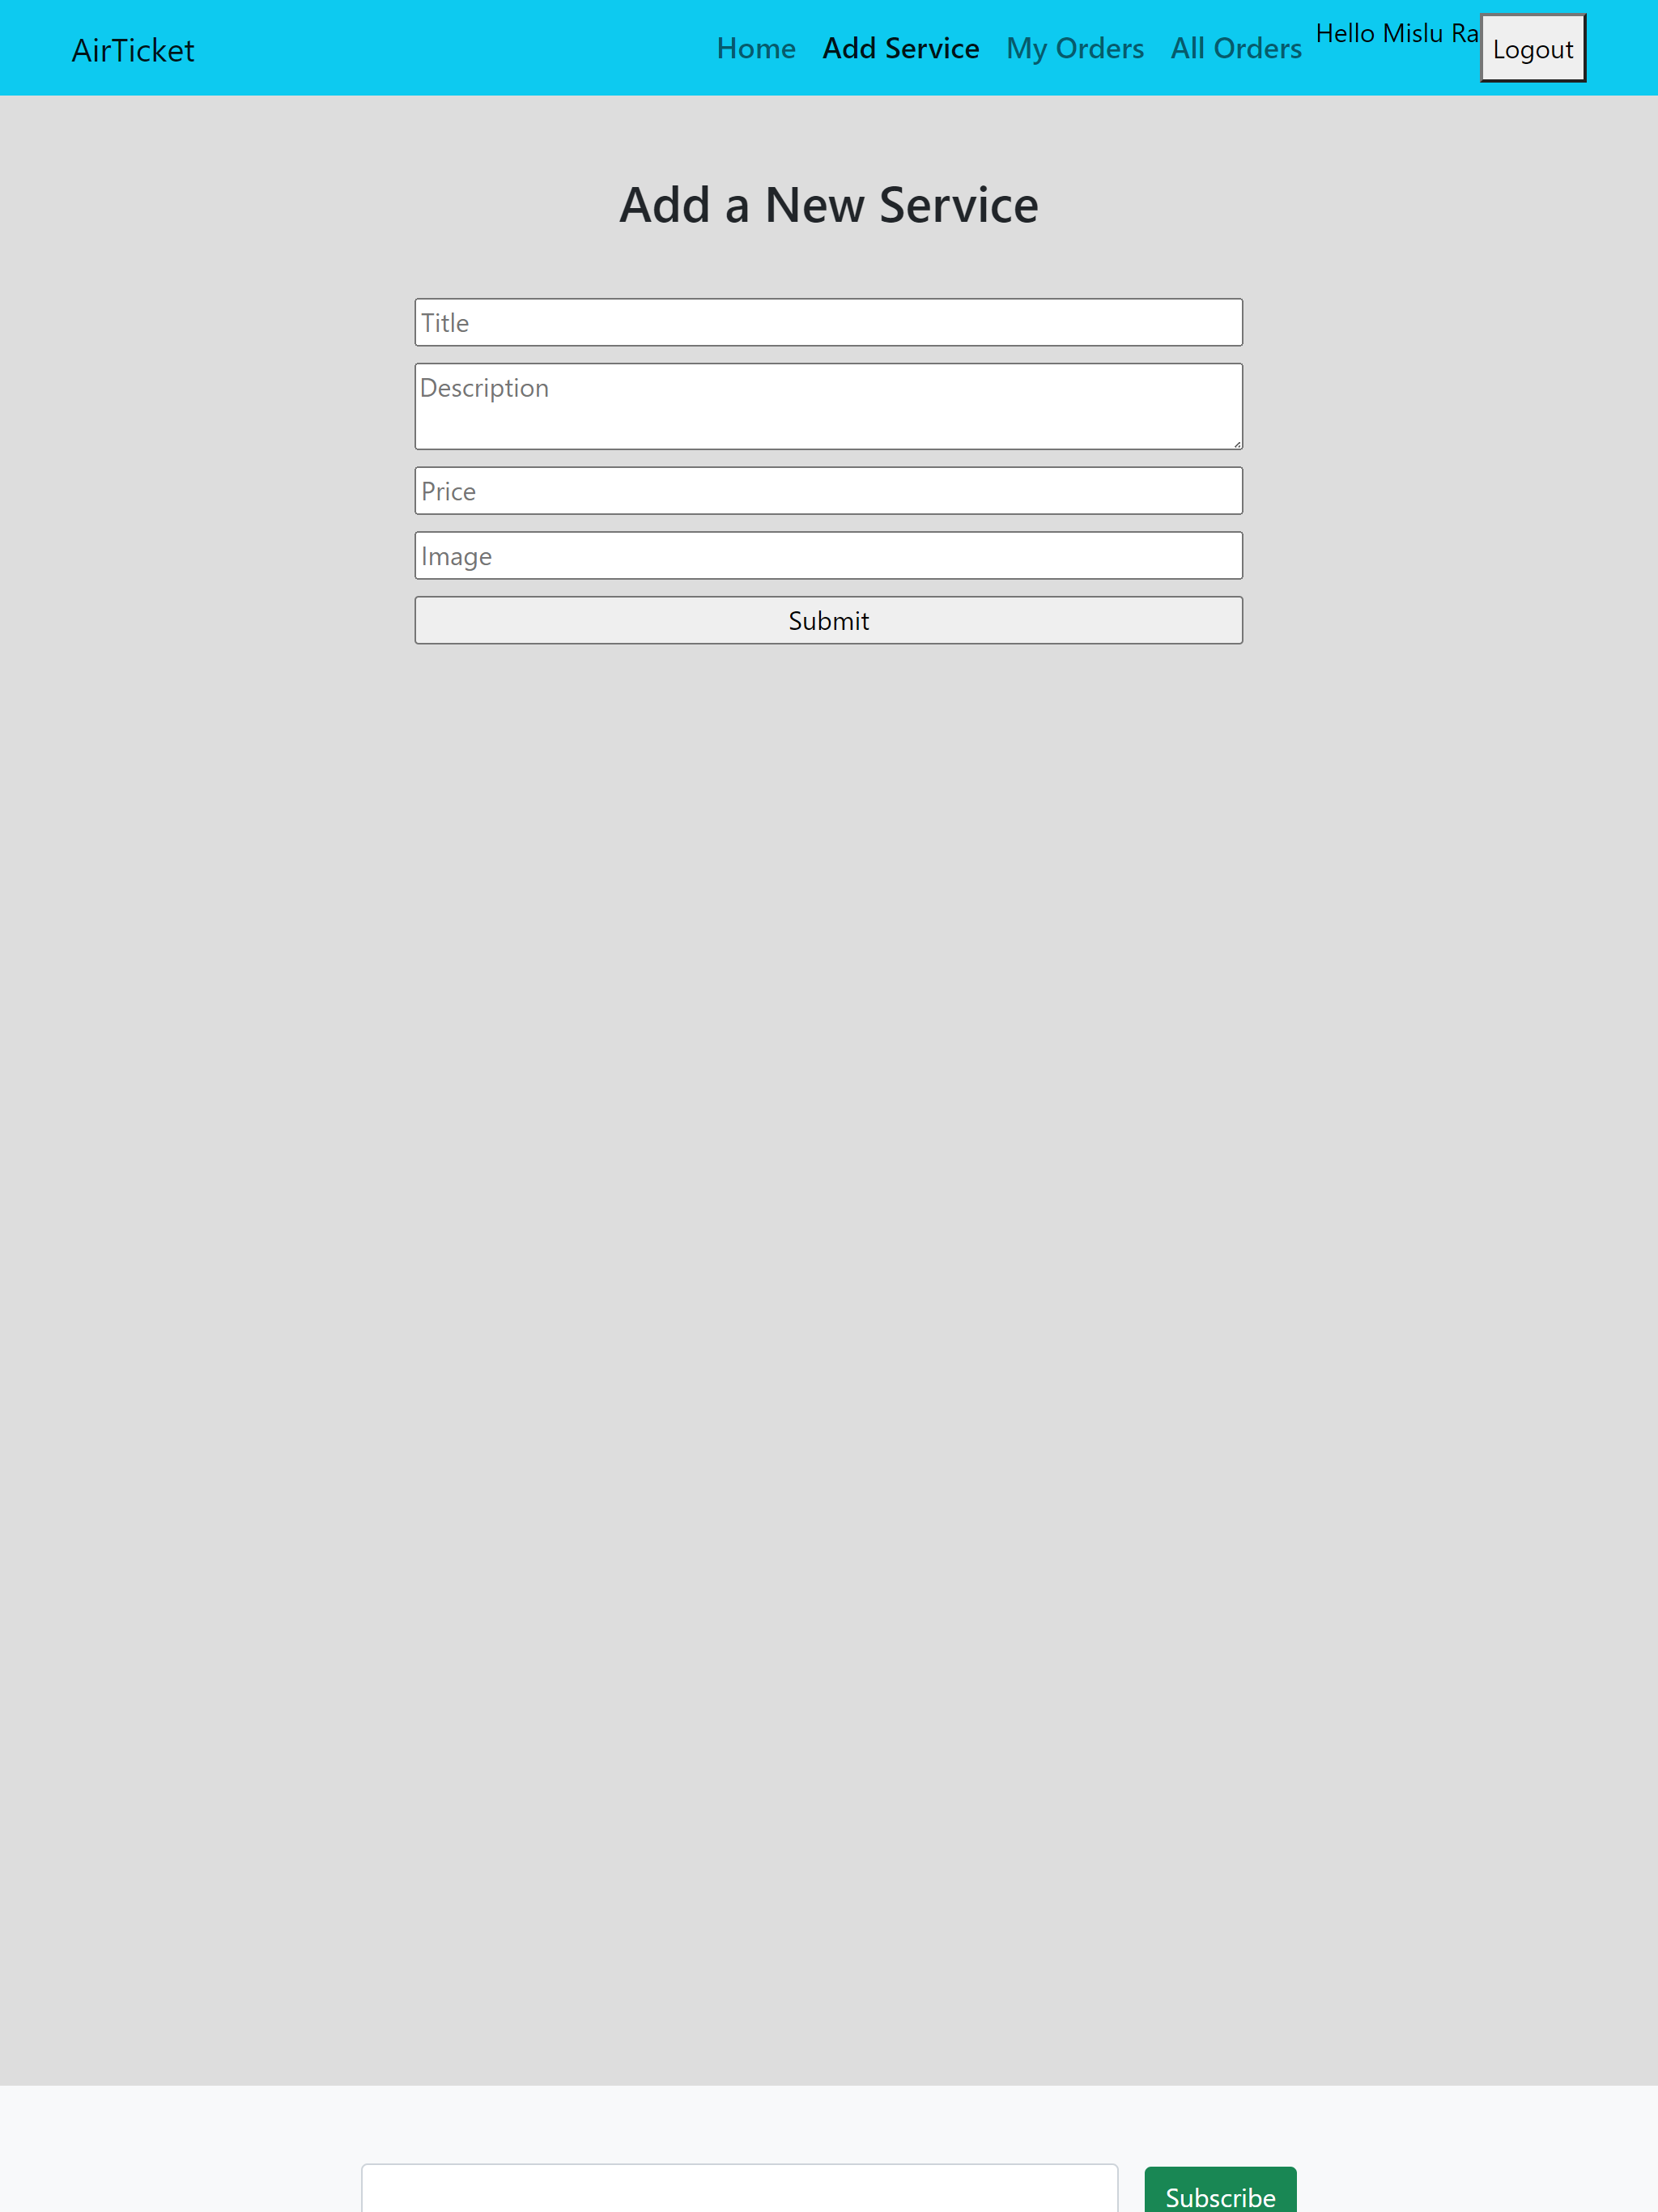 AirTicket
Home Add Service My Orders All Orders Hello Mislu Ra Logout
Add a New Service
Title
Description
Price
Image
Submit
Subscribe